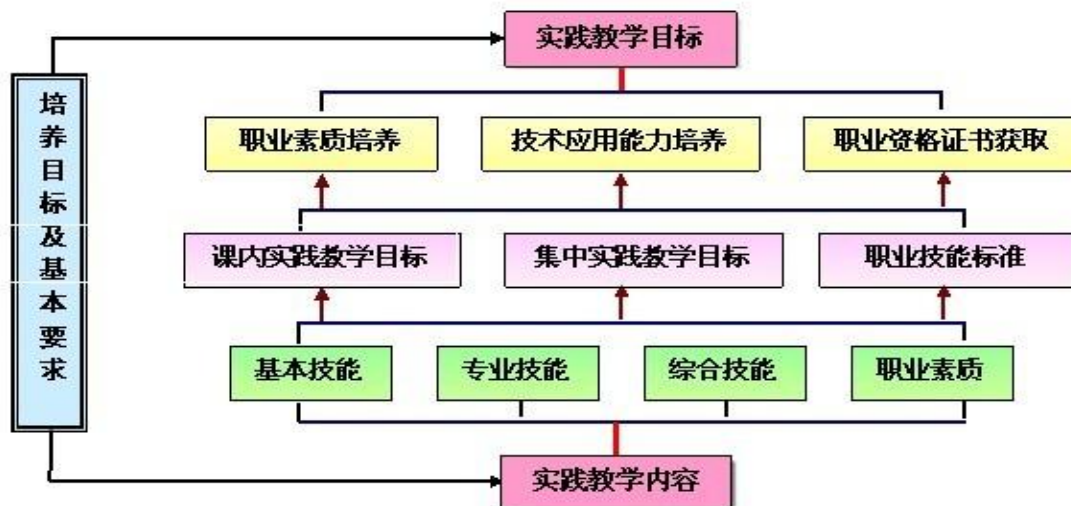 实践教学目标
培养目标及基本要求
职业素质培养
技术应用能力培养
职业资格证书获取
课内实践教学目标
集中实践教学目标
职业技能标准
基本技能
专业技能
综合技能
职业素质
实践教学内容